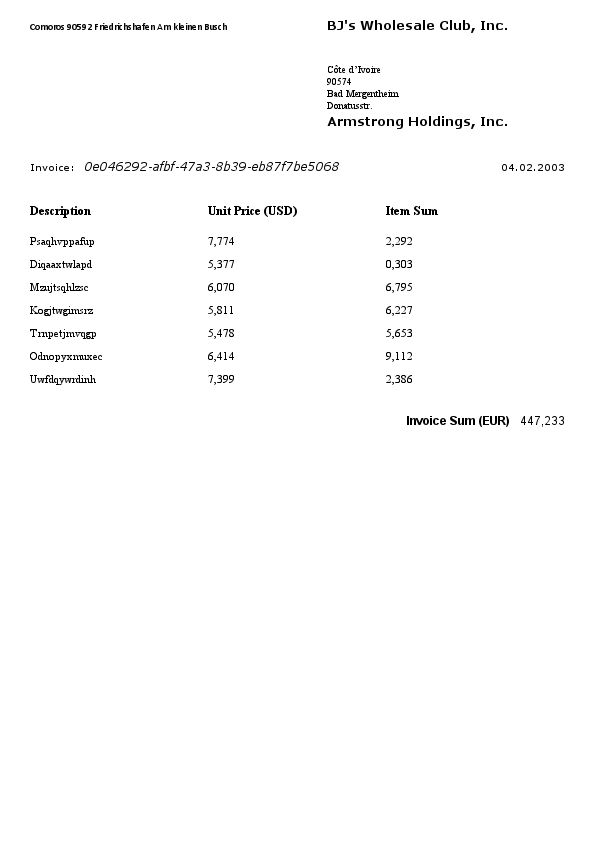 Comoros 90592 Friedrichshafen Am kleinen Busch
BJ's Wholesale Club, Inc.
Côte d’Ivoire
90574
Bad Mergentheim
Donatusstr.
Armstrong Holdings, Inc.
Invoice: 0e046292-afbf-47a3-8b39-eb87f7be5068 04.02.2003
Description Unit Price (USD) Item Sum
Psaqhvppafup 7,774 2,292
Diqaaxtwlapd 5,377 0,303
Mzujtsqhlzsc 6,070 6,795
Kogjtwgimsrz 5,811 6,227
Trnpetjmvqgp 5,478 5,653
Odnopyxmuxec 6,414 9,112
Uwfdqywrdinh 7,399 2,386
Invoice Sum (EUR) 447,233